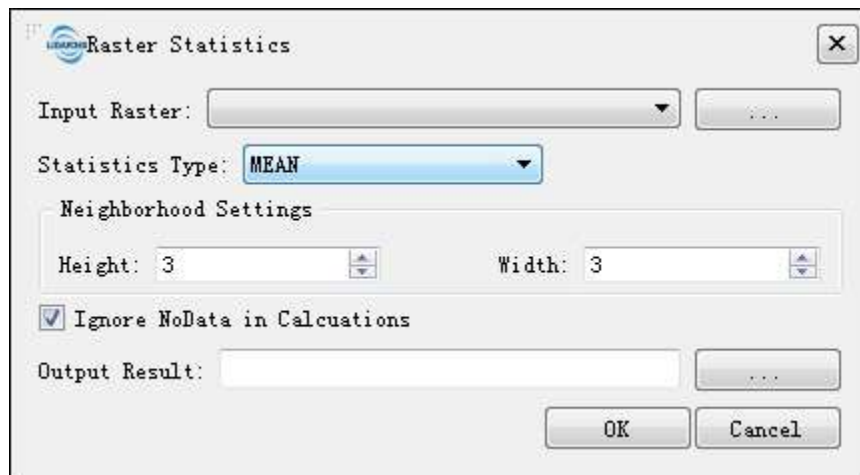 Raster Statistics
Input Raster: ...
Statistics Type: MEAN
Neighborhood Settings
Height: 3 Width: 3
Ignore NoData in Calcuations
Output Result: ...
OK Cancel